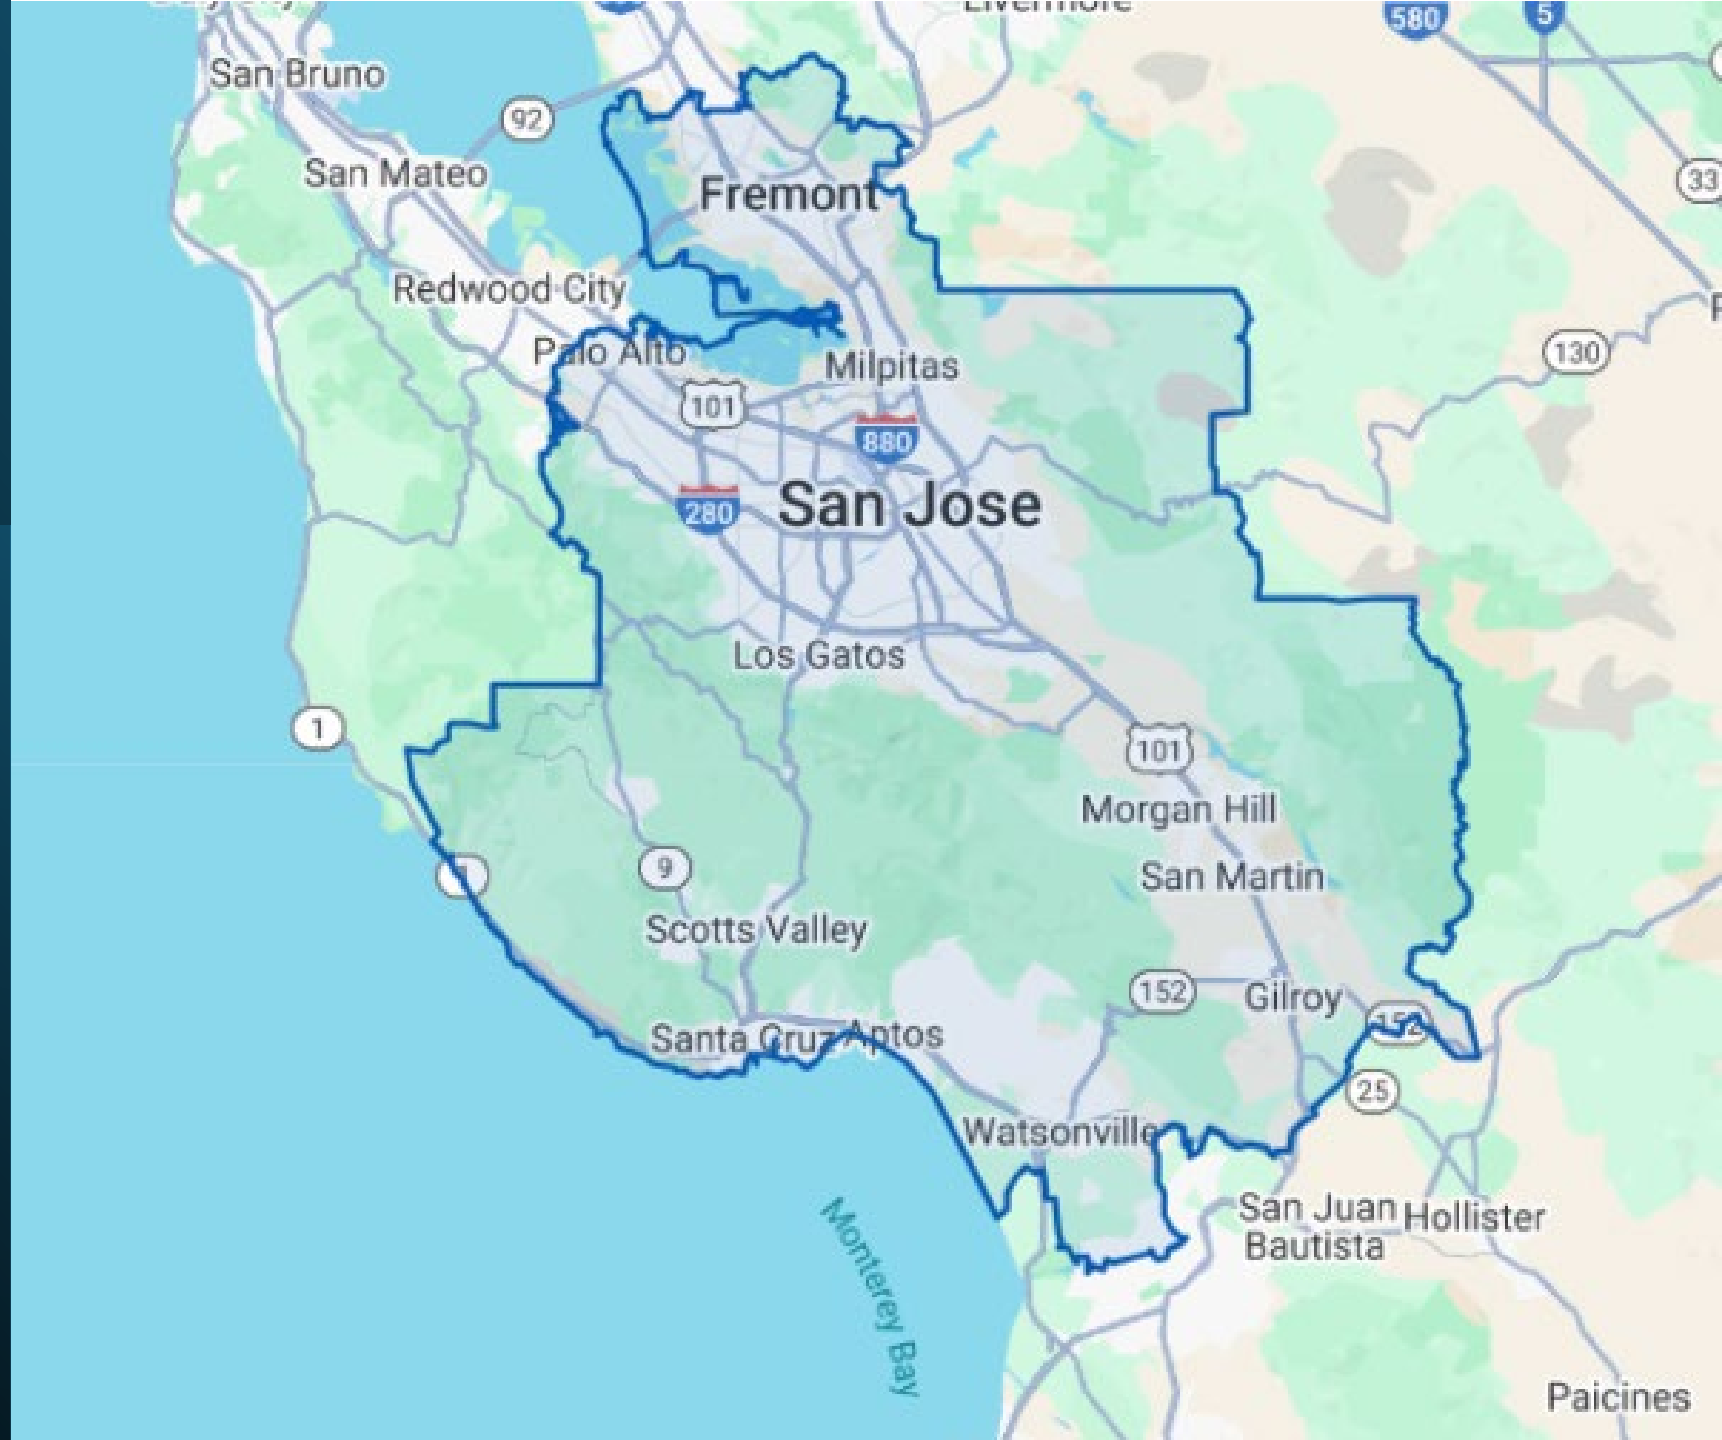 Livermore
580
5
San Bruno
92
San Mateo
33
Fremont
Redwood City
Palo Alto
130
Milpitas
101
880
San Jose
280
Los Gatos
1
101
Morgan Hill
9
San Martin
Scotts Valley
152
Gilroy
152
Santa Cruz
Aptos
25
Watsonville
San Juan
Bautista
Hollister
Monterey Bay
Paicines